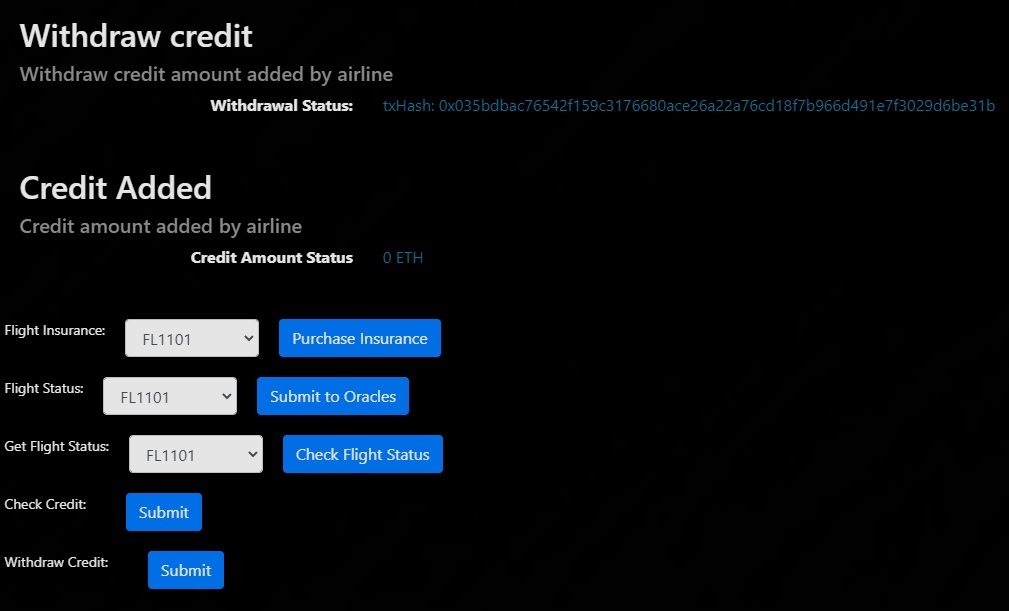 Withdraw credit
Withdraw credit amount added by airline
Withdrawal Status: txHash: 0x035bdbac76542f159c3176680ace26a22a76cd18f7b966d491e7f3029d6be31b
Credit Added
Credit amount added by airline
Credit Amount Status 0 ETH
Flight Insurance: FL1101 Purchase Insurance
Flight Status: FL1101 Submit to Oracles
Get Flight Status: FL1101 Check Flight Status
Check Credit: Submit
Withdraw Credit: Submit